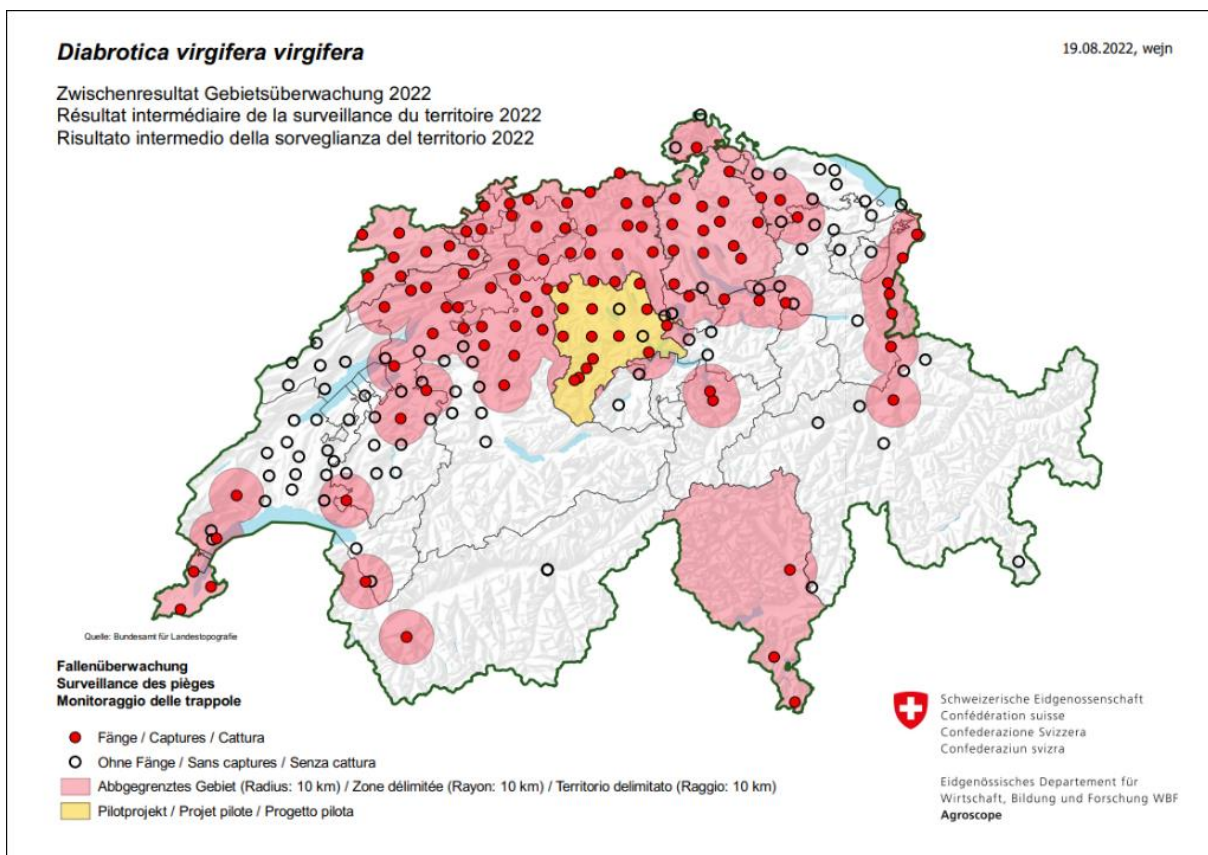 Diabrotica virgifera virgifera
19.08.2022, wejn
Zwischenresultat Gebietsüberwachung 2022
Résultat intermédiaire de la surveillance du territoire 2022
Risultato intermedio della sorveglianza del territorio 2022
Quelle: Bundesamt für Landestopografie
Fallenüberwachung
Surveillance des pièges
Monitoraggio delle trappole
Fänge / Captures / Cattura
Ohne Fänge / Sans captures / Senza cattura
Abbgegrenztes Gebiet (Radius: 10 km) / Zone délimitée (Rayon: 10 km) / Territorio delimitato (Raggio: 10 km)
Pilotprojekt / Projet pilote / Progetto pilota
Schweizerische Eidgenossenschaft
Confédération suisse
Confederazione Svizzera
Confederaziun svizra
Eidgenössisches Departement für
Wirtschaft, Bildung und Forschung WBF
Agroscope